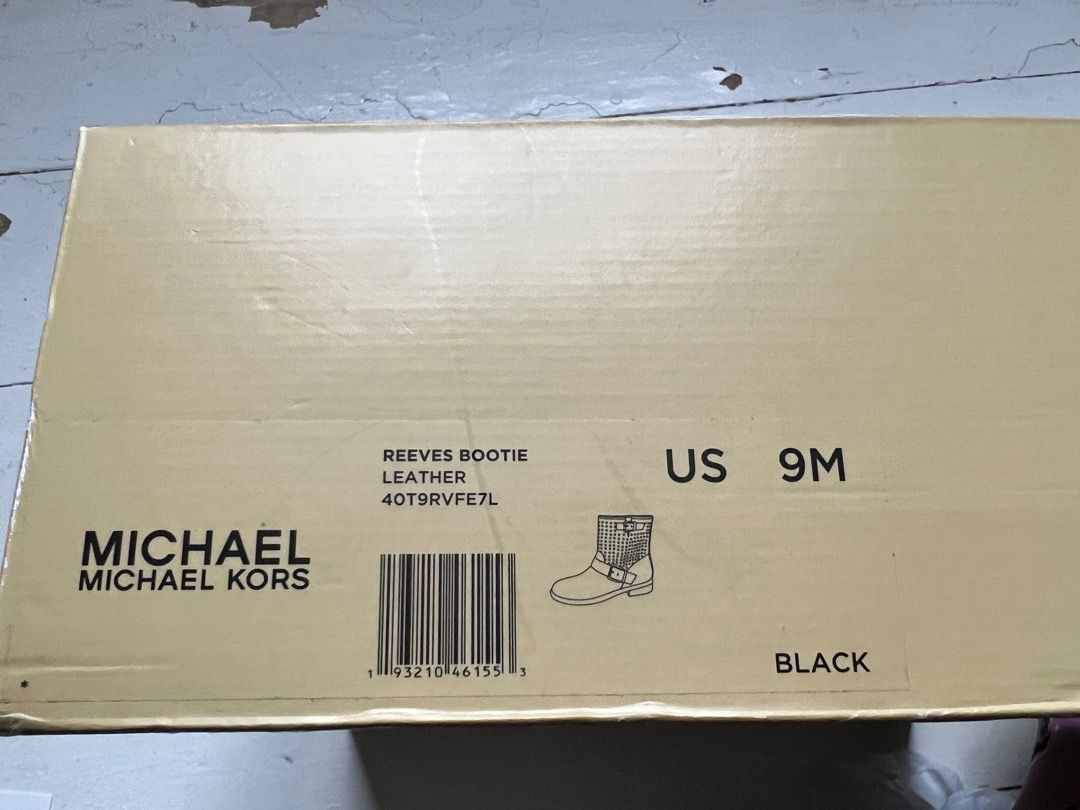 REEVES BOOTIE
LEATHER
40T9RVFE7L
US 9M
MICHAEL
MICHAEL KORS
1 93210 46155 3
BLACK
*